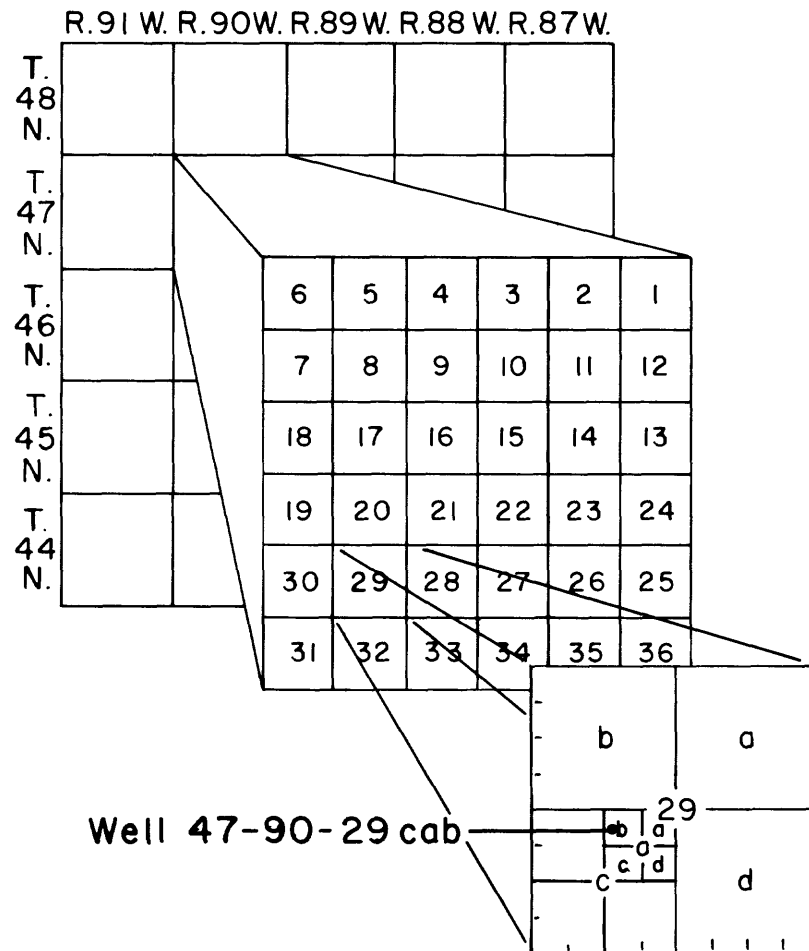 R.91 W. R.90W. R.89W. R.88 W. R.87W.
T.
48
N.
T.
47
N.
T.
46
N.
T.
45
N.
T.
44
N.
6 5 4 3 2 1
7 8 9 10 11 12
18 17 16 15 14 13
19 20 21 22 23 24
30 29 28 27 26 25
31 32 33 34 35 36
b a
29
Well 47-90-29 cab
b a
a
c d
c
d